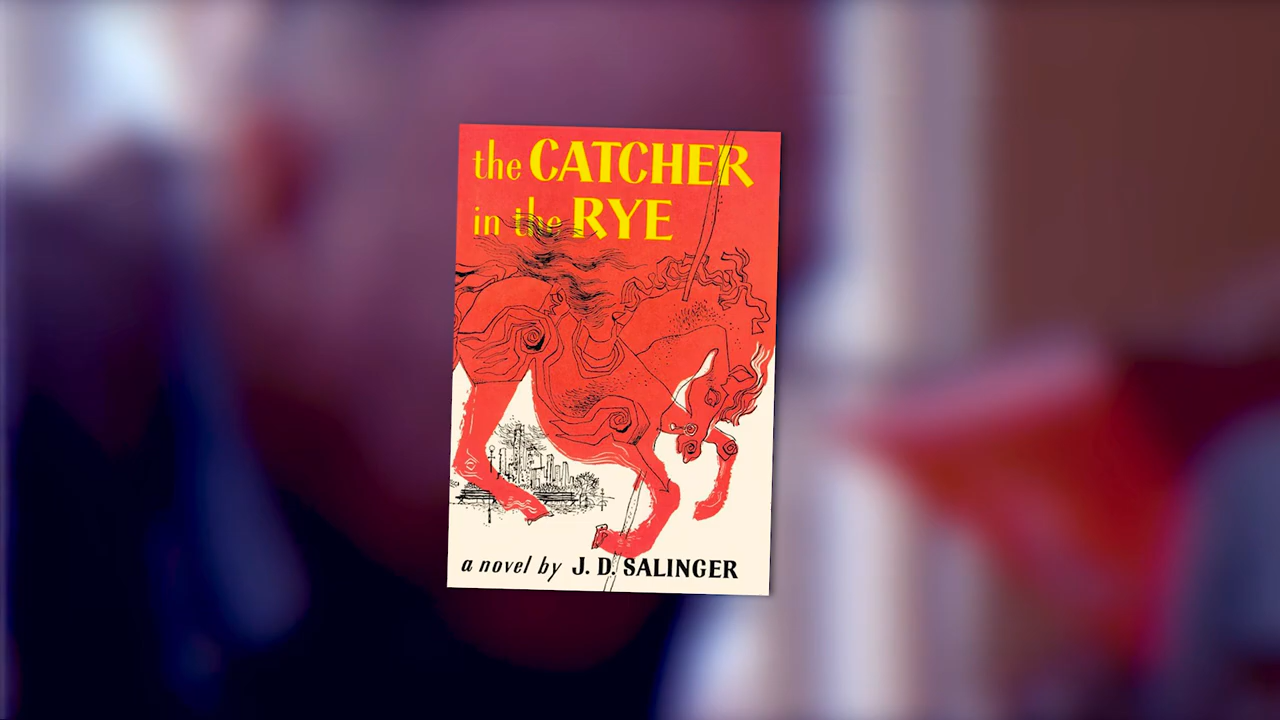 the CATCHER
in the RYE
a novel by J. D. SALINGER